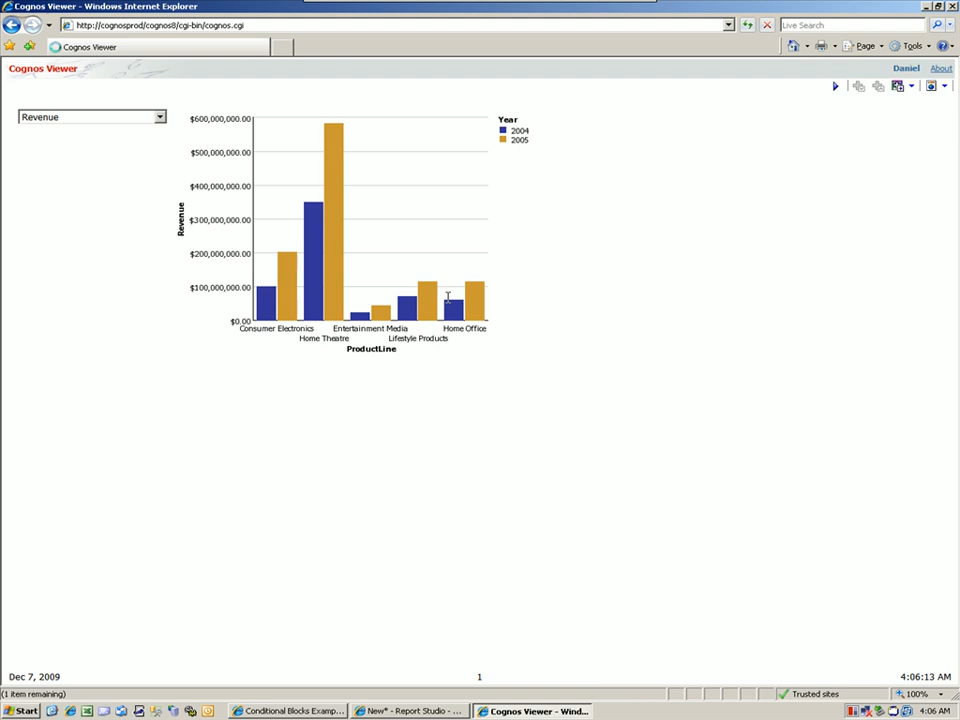 Cognos Viewer - Windows Internet Explorer
http://cognosprod/cognos8/cgi-bin/cognos.cgi
Live Search
Cognos Viewer
Page
Tools
Cognos Viewer
Daniel
About
Revenue
$600,000,000.00
$500,000,000.00
$400,000,000.00
$300,000,000.00
$200,000,000.00
$100,000,000.00
$0.00
Revenue
Year
2004
2005
Consumer Electronics
Entertainment Media
Home Office
Home Theatre
Lifestyle Products
ProductLine
Dec 7, 2009
1
4:06:13 AM
(1 item remaining)
Trusted sites
100%
Start
Conditional Blocks Examp...
New* - Report Studio - ...
Cognos Viewer - Wind...
4:06 AM